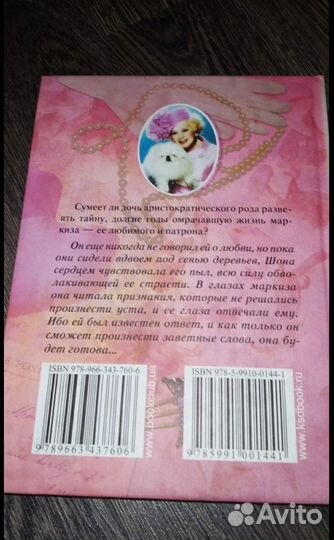 Сумеет ли дочь аристократического рода разве-
ять тайну, долгие годы омрачавшую жизнь мар-
киза — ее любимого и патрона?
Он еще никогда не говорил ей о любви, но пока
они сидели вдвоем под сенью деревьев, Шона
сердцем чувствовала его пыл, всю силу обво-
лакивающей ее страсти. В глазах маркиза
она читала признания, которые не решались
произнести уста, и ее глаза отвечали ему.
Ибо ей был известен ответ, и как только он
сможет произнести заветные слова, она бу-
дет готова...
ISBN 978-966-343-760-6
9789663437606
www.bookclub.ua
ISBN 978-5-9910-0144-1
9785991001441
www.ksdbook.ru
Avito